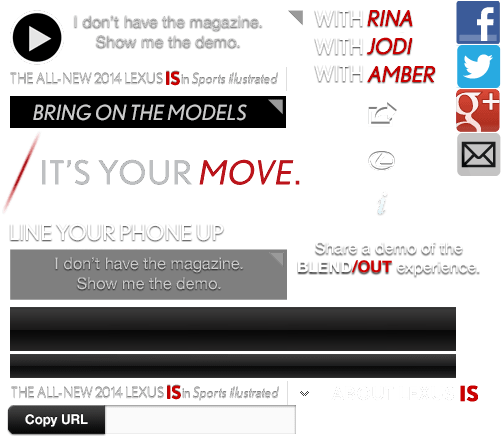 I don't have the magazine.
Show me the demo.
THE ALL-NEW 2014 LEXUS IS In Sports Illustrated
BRING ON THE MODELS
IT'S YOUR MOVE.
LINE YOUR PHONE UP
I don't have the magazine.
Show me the demo.
THE ALL-NEW 2014 LEXUS IS In Sports Illustrated
Copy URL
WITH RINA
WITH JODI
WITH AMBER
f
g+
i
Share a demo of the
BLEND/OUT experience.
ABOUT THE IS